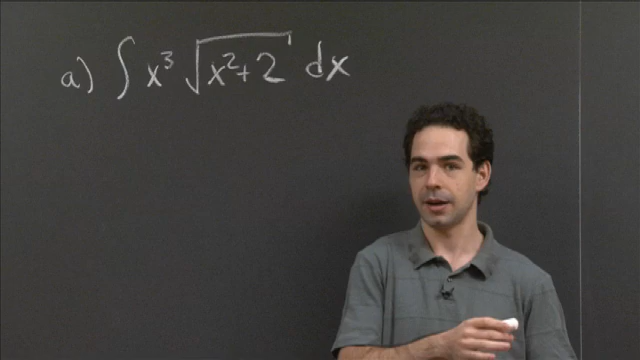 a) ∫ x³ √(x²+2) dx